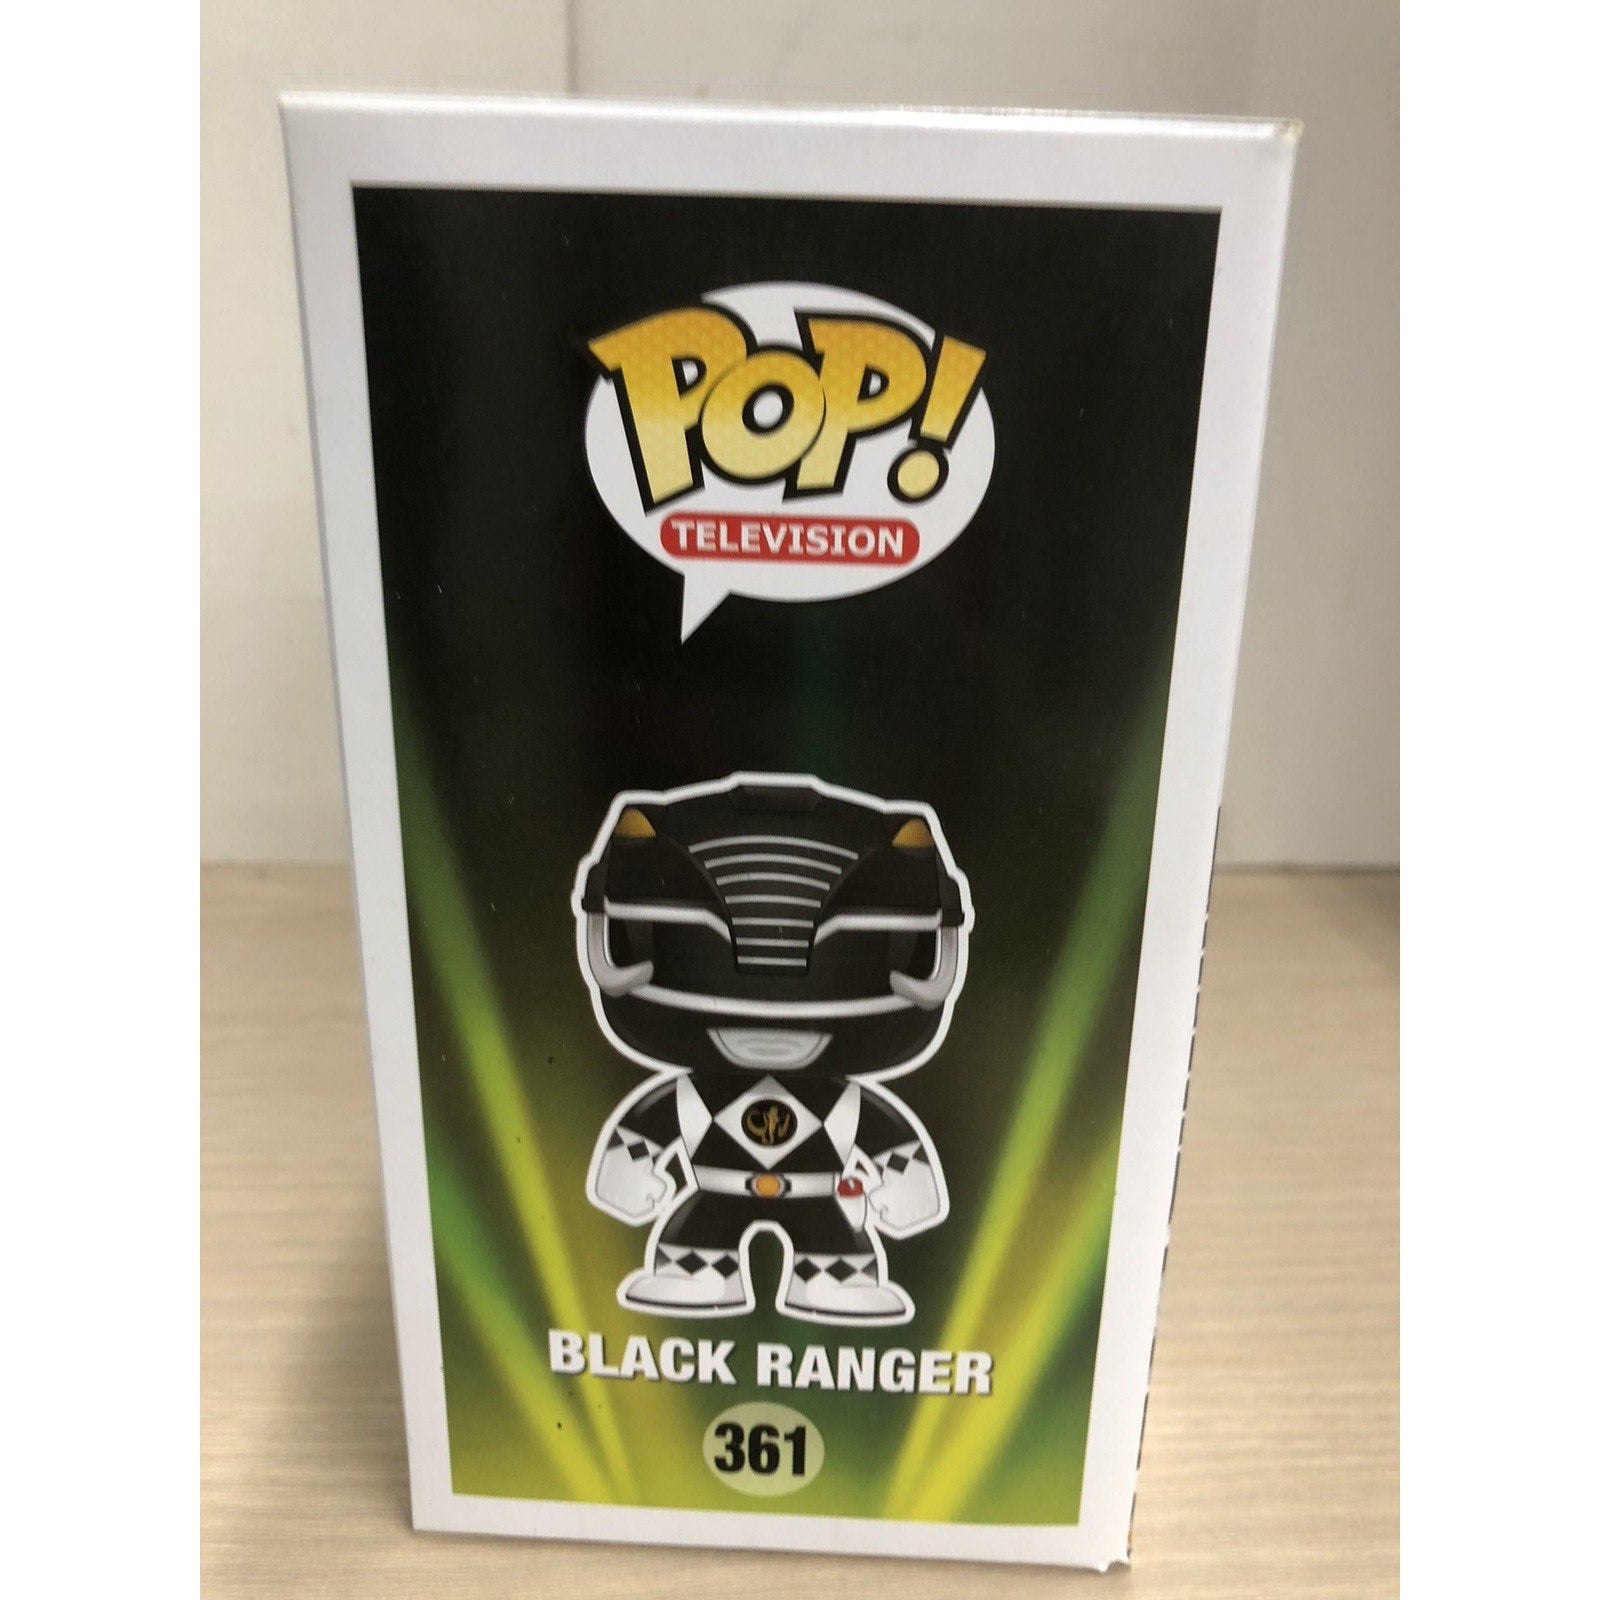 POP!
TELEVISION
BLACK RANGER
361